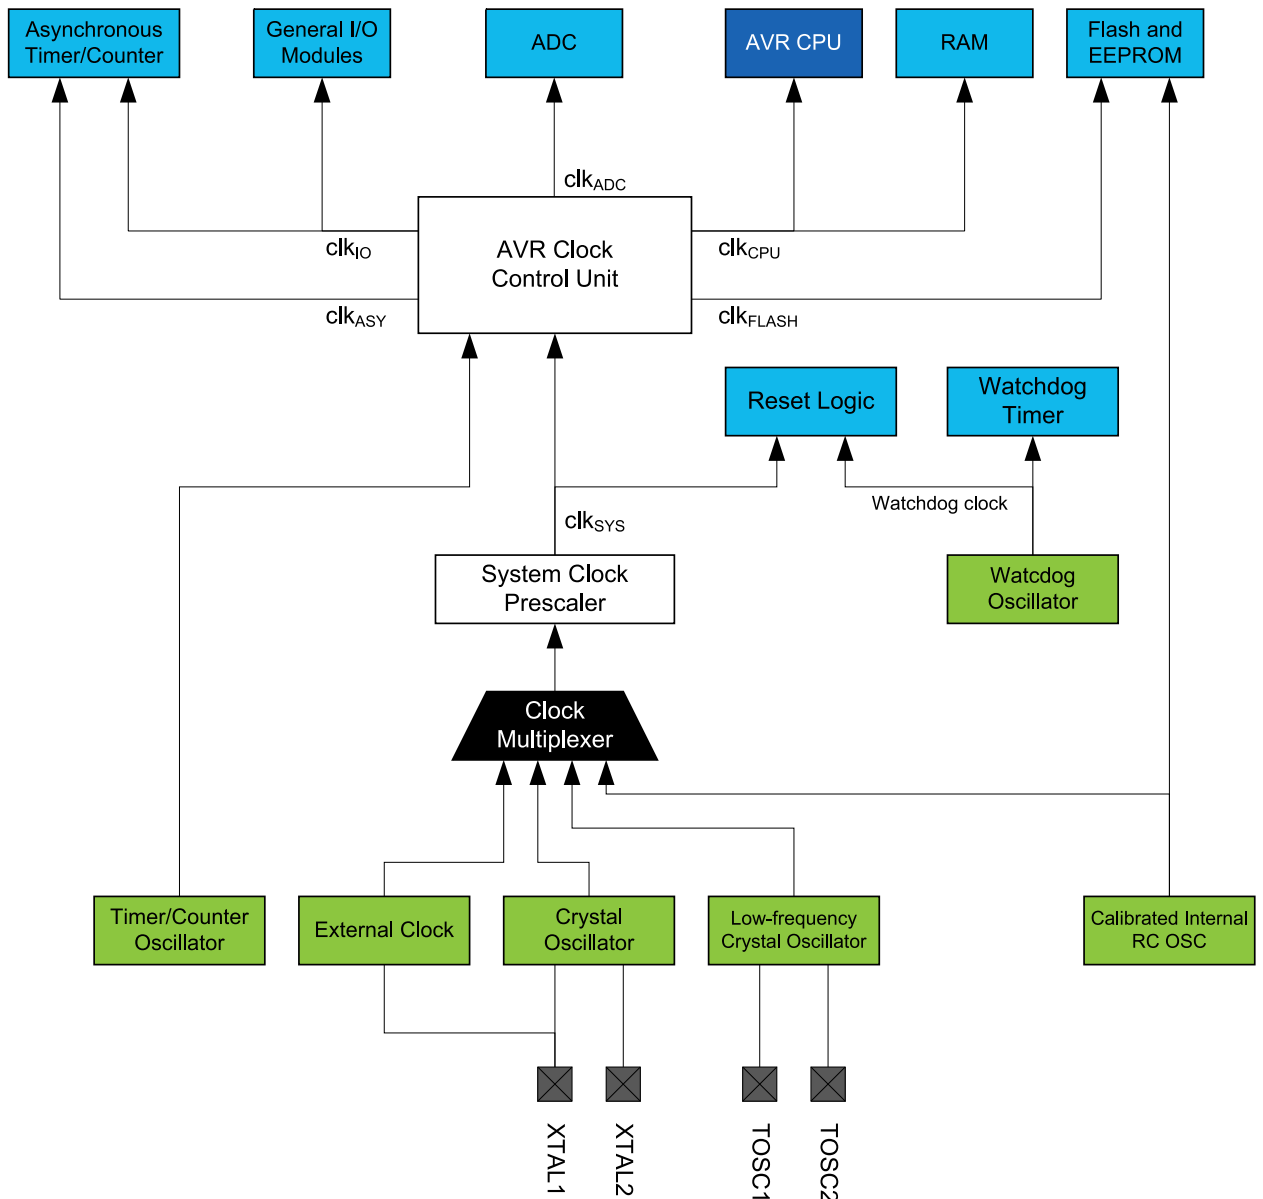 Asynchronous
Timer/Counter
General I/O
Modules
ADC
AVR CPU
RAM
Flash and
EEPROM
clkADC
clkIO
AVR Clock
Control Unit
clkCPU
clkASY
clkFLASH
Reset Logic
Watchdog
Timer
Watchdog clock
clkSYS
System Clock
Prescaler
Watcdog
Oscillator
Clock
Multiplexer
Timer/Counter
Oscillator
External Clock
Crystal
Oscillator
Low-frequency
Crystal Oscillator
Calibrated Internal
RC OSC
XTAL1
XTAL2
TOSC1
TOSC2